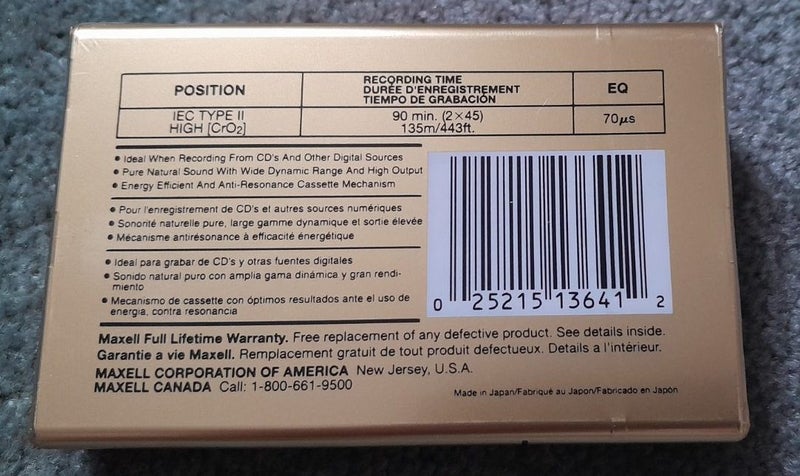 POSITION
RECORDING TIME
DURÉE D'ENREGISTREMENT
TIEMPO DE GRABACIÓN
EQ
IEC TYPE II
HIGH [CrO2]
90 min. (2×45)
135m/443ft.
70µs
• Ideal When Recording From CD's And Other Digital Sources
• Pure Natural Sound With Wide Dynamic Range And High Output
• Energy Efficient And Anti-Resonance Cassette Mechanism
• Pour l'enregistrement de CD's et autres sources numériques
• Sonorité naturelle pure, large gamme dynamique et sortie élevée
• Mécanisme antirésonance à efficacité énergétique
• Ideal para grabar de CD's y otras fuentes digitales
• Sonido natural puro con amplia gama dinámica y gran rendi-
miento
• Mecanismo de cassette con óptimos resultados ante el uso de
energia, contra resonancia
0 25215 13641 2
Maxell Full Lifetime Warranty. Free replacement of any defective product. See details inside.
Garantie a vie Maxell. Remplacement gratuit de tout produit defectueux. Details a l'intérieur.
MAXELL CORPORATION OF AMERICA New Jersey, U.S.A.
MAXELL CANADA Call: 1-800-661-9500
Made in Japan/Fabriqué au Japon/Fabricado en Japón